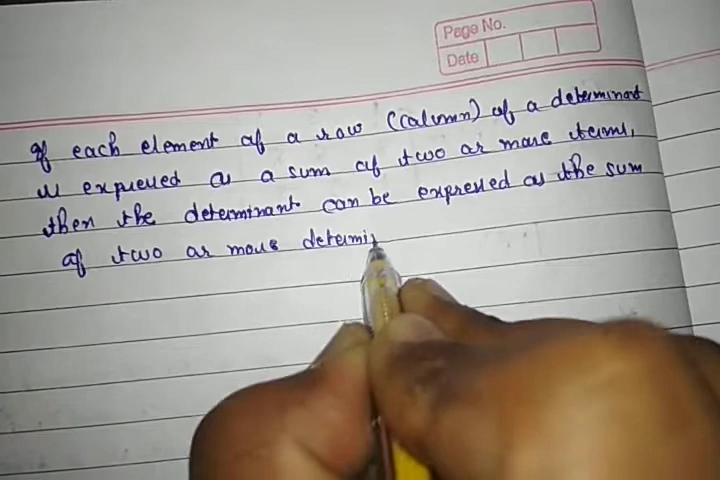 Page No.
Date
If each element of a row (column) of a determinant
is expressed as a sum of two or more terms,
then the determinant can be expressed as the sum
of two or more determi